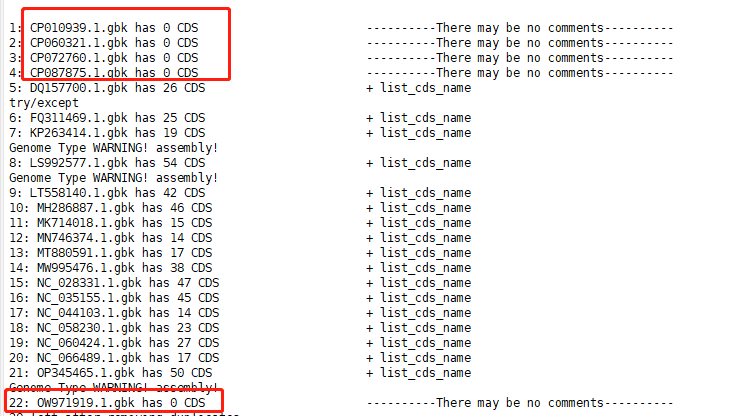 1: CP010939.1.gbk has 0 CDS ----------There may be no comments----------
2: CP060321.1.gbk has 0 CDS ----------There may be no comments----------
3: CP072760.1.gbk has 0 CDS ----------There may be no comments----------
4: CP087875.1.gbk has 0 CDS ----------There may be no comments----------
5: DQ157700.1.gbk has 26 CDS + list_cds_name
try/except
6: FQ311469.1.gbk has 25 CDS + list_cds_name
7: KP263414.1.gbk has 19 CDS + list_cds_name
Genome Type WARNING! assembly!
8: LS992577.1.gbk has 54 CDS + list_cds_name
Genome Type WARNING! assembly!
9: LT558140.1.gbk has 42 CDS + list_cds_name
10: MH286887.1.gbk has 46 CDS + list_cds_name
11: MK714018.1.gbk has 15 CDS + list_cds_name
12: MN746374.1.gbk has 14 CDS + list_cds_name
13: MT880591.1.gbk has 17 CDS + list_cds_name
14: MW995476.1.gbk has 38 CDS + list_cds_name
15: NC_028331.1.gbk has 47 CDS + list_cds_name
16: NC_035155.1.gbk has 45 CDS + list_cds_name
17: NC_044103.1.gbk has 14 CDS + list_cds_name
18: NC_058230.1.gbk has 23 CDS + list_cds_name
19: NC_060424.1.gbk has 27 CDS + list_cds_name
20: NC_066489.1.gbk has 17 CDS + list_cds_name
21: OP345465.1.gbk has 50 CDS + list_cds_name
Genome Type WARNING! assembly!
22: OW971919.1.gbk has 0 CDS ----------There may be no comments----------
left after removing duplicates